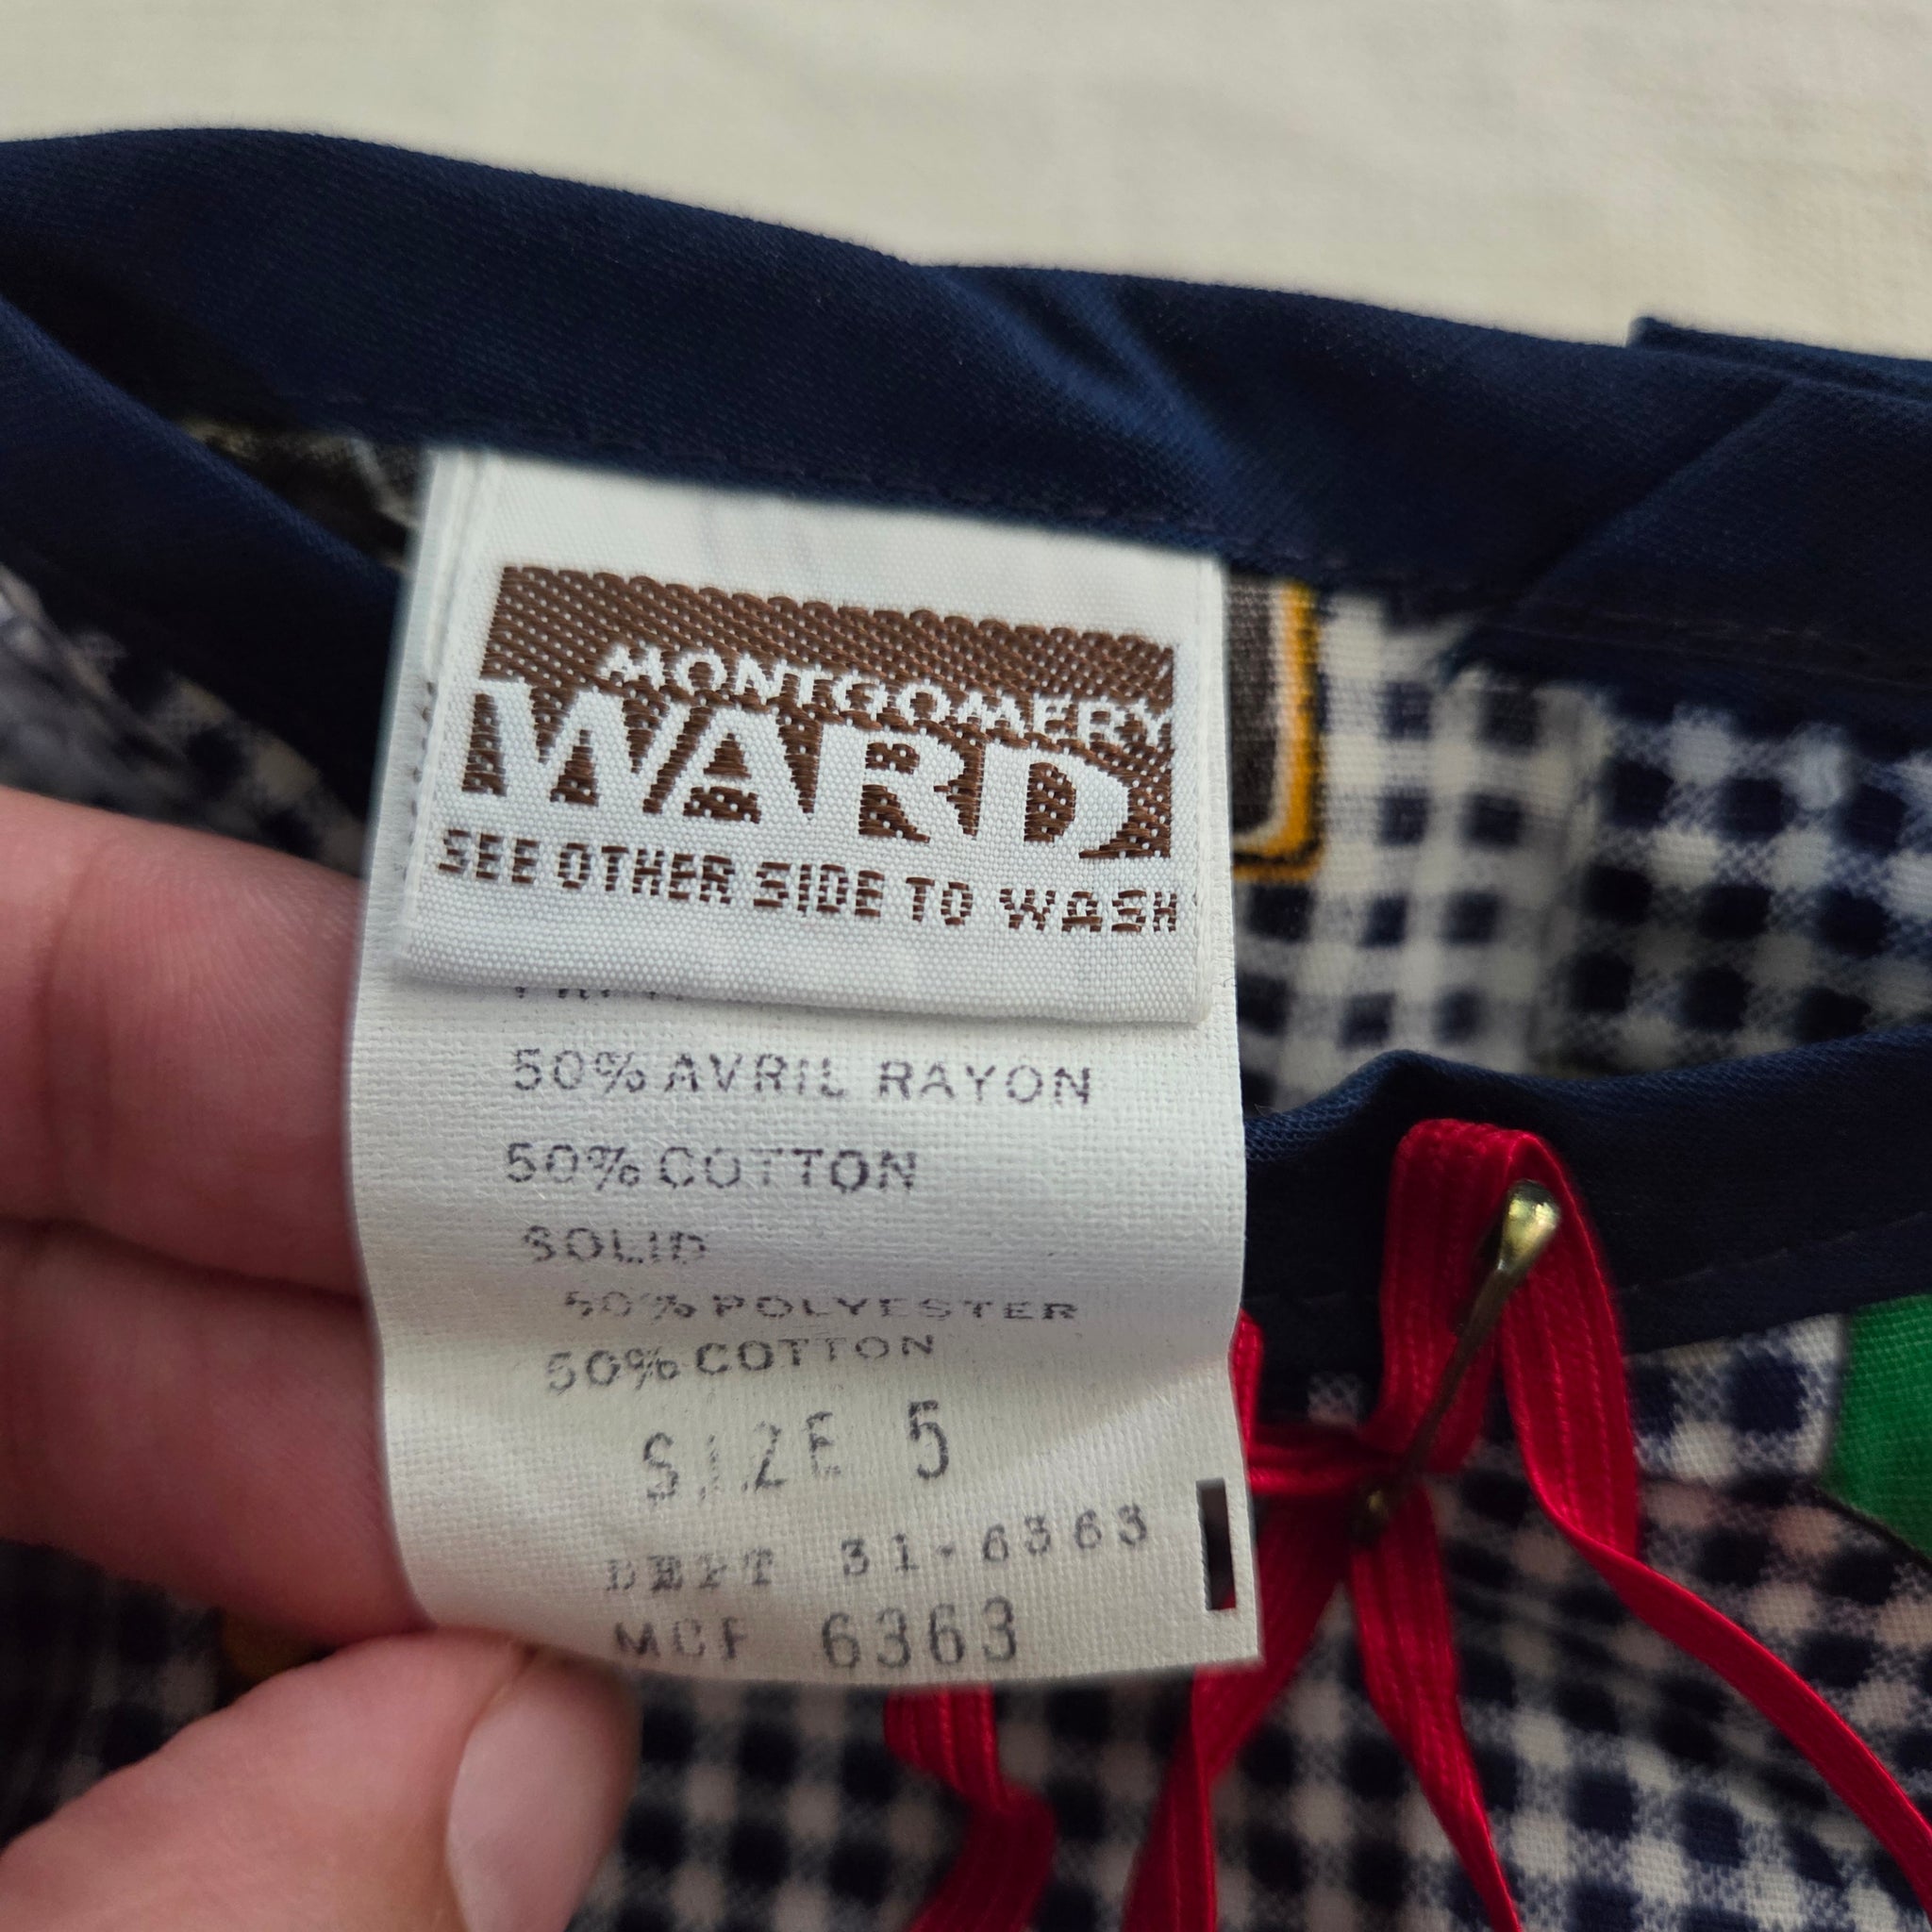 MONTGOMERY
WARD
SEE OTHER SIDE TO WASH
50% AVRIL RAYON
50% COTTON
SOLID
50% POLYESTER
50% COTTON
SIZE 5
DEPT 31-6363
MCF 6363